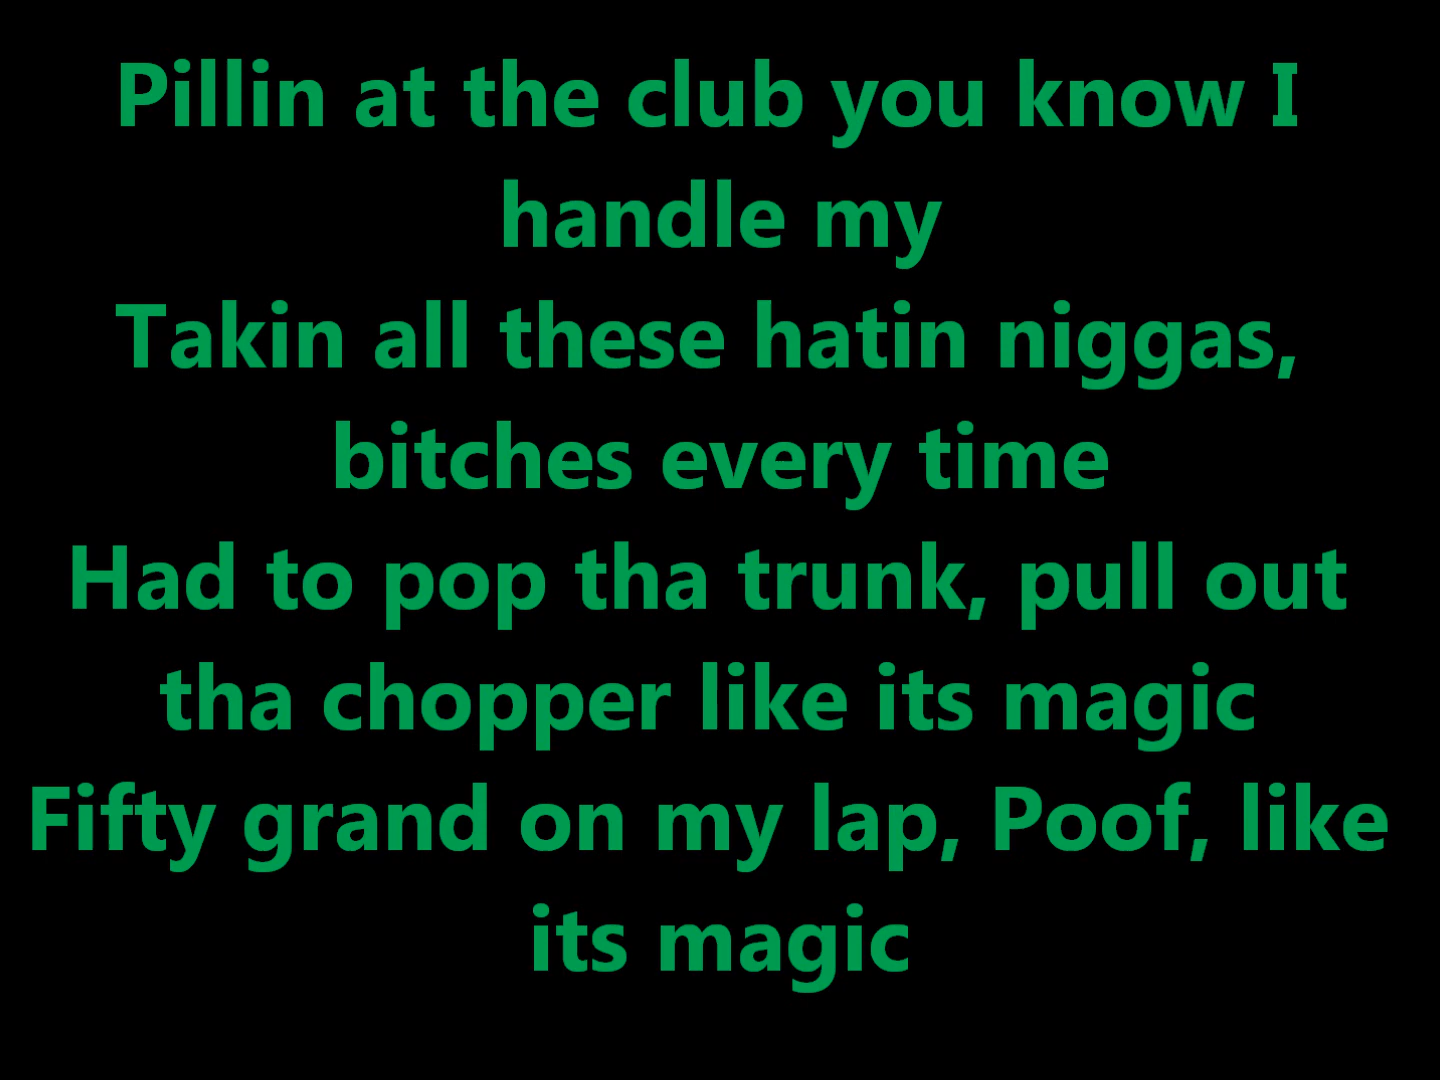 Pillin at the club you know I
handle my
Takin all these hatin niggas,
bitches every time
Had to pop tha trunk, pull out
tha chopper like its magic
Fifty grand on my lap, Poof, like
its magic